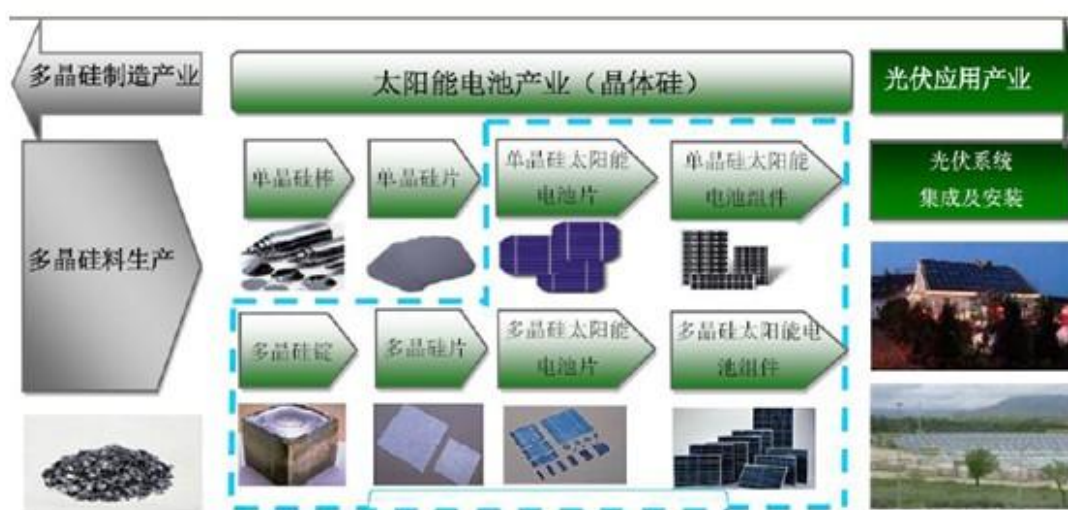 多晶硅制造产业
太阳能电池产业（晶体硅）
光伏应用产业
多晶硅料生产
单晶硅棒
单晶硅片
单晶硅太阳能
电池片
单晶硅太阳能
电池组件
光伏系统
集成及安装
多晶硅锭
多晶硅片
多晶硅太阳能
电池片
多晶硅太阳能电
池组件